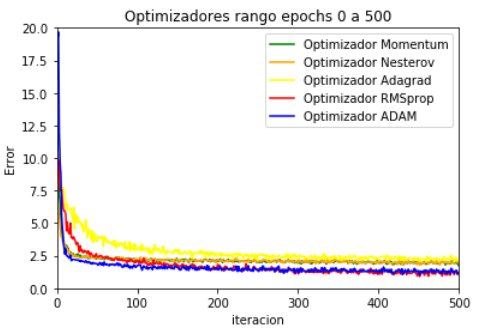 Optimizadores rango epochs 0 a 500
20.0
17.5
15.0
12.5
10.0
7.5
5.0
2.5
0.0
Error
Optimizador Momentum
Optimizador Nesterov
Optimizador Adagrad
Optimizador RMSprop
Optimizador ADAM
0 100 200 300 400 500
iteracion